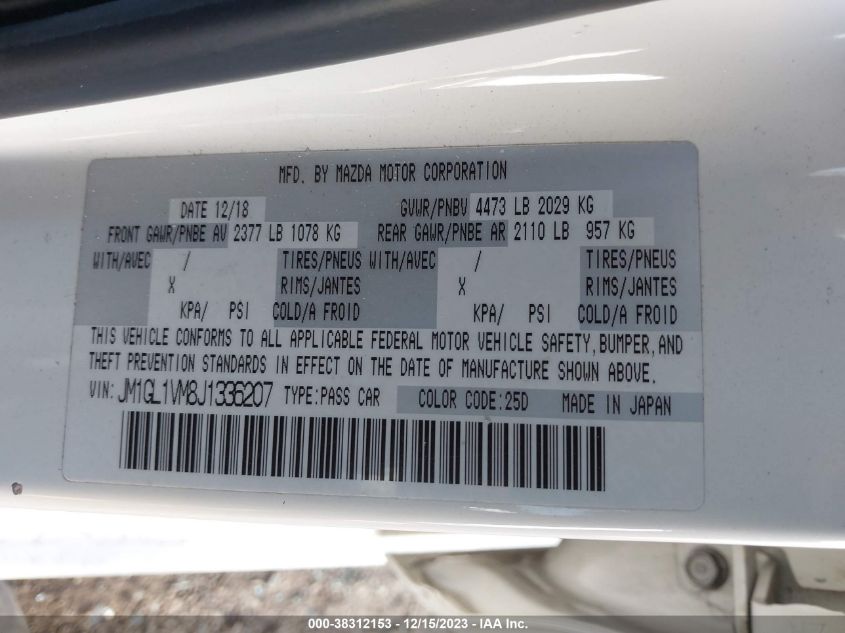 MFD. BY MAZDA MOTOR CORPORATION
DATE 12/18 GVWR/PNBV 4473 LB 2029 KG
FRONT GAWR/PNBE AV 2377 LB 1078 KG REAR GAWR/PNBE AR 2110 LB 957 KG
WITH/AVEC / TIRES/PNEUS WITH/AVEC / TIRES/PNEUS
X RIMS/JANTES X RIMS/JANTES
KPA/ PSI COLD/A FROID KPA/ PSI COLD/A FROID
THIS VEHICLE CONFORMS TO ALL APPLICABLE FEDERAL MOTOR VEHICLE SAFETY, BUMPER, AND
THEFT PREVENTION STANDARDS IN EFFECT ON THE DATE OF MANUFACTURE SHOWN ABOVE.
VIN: JM1GL1VM8J1336207 TYPE:PASS CAR COLOR CODE:25D MADE IN JAPAN
000-38312153 - 12/15/2023 - IAA Inc.